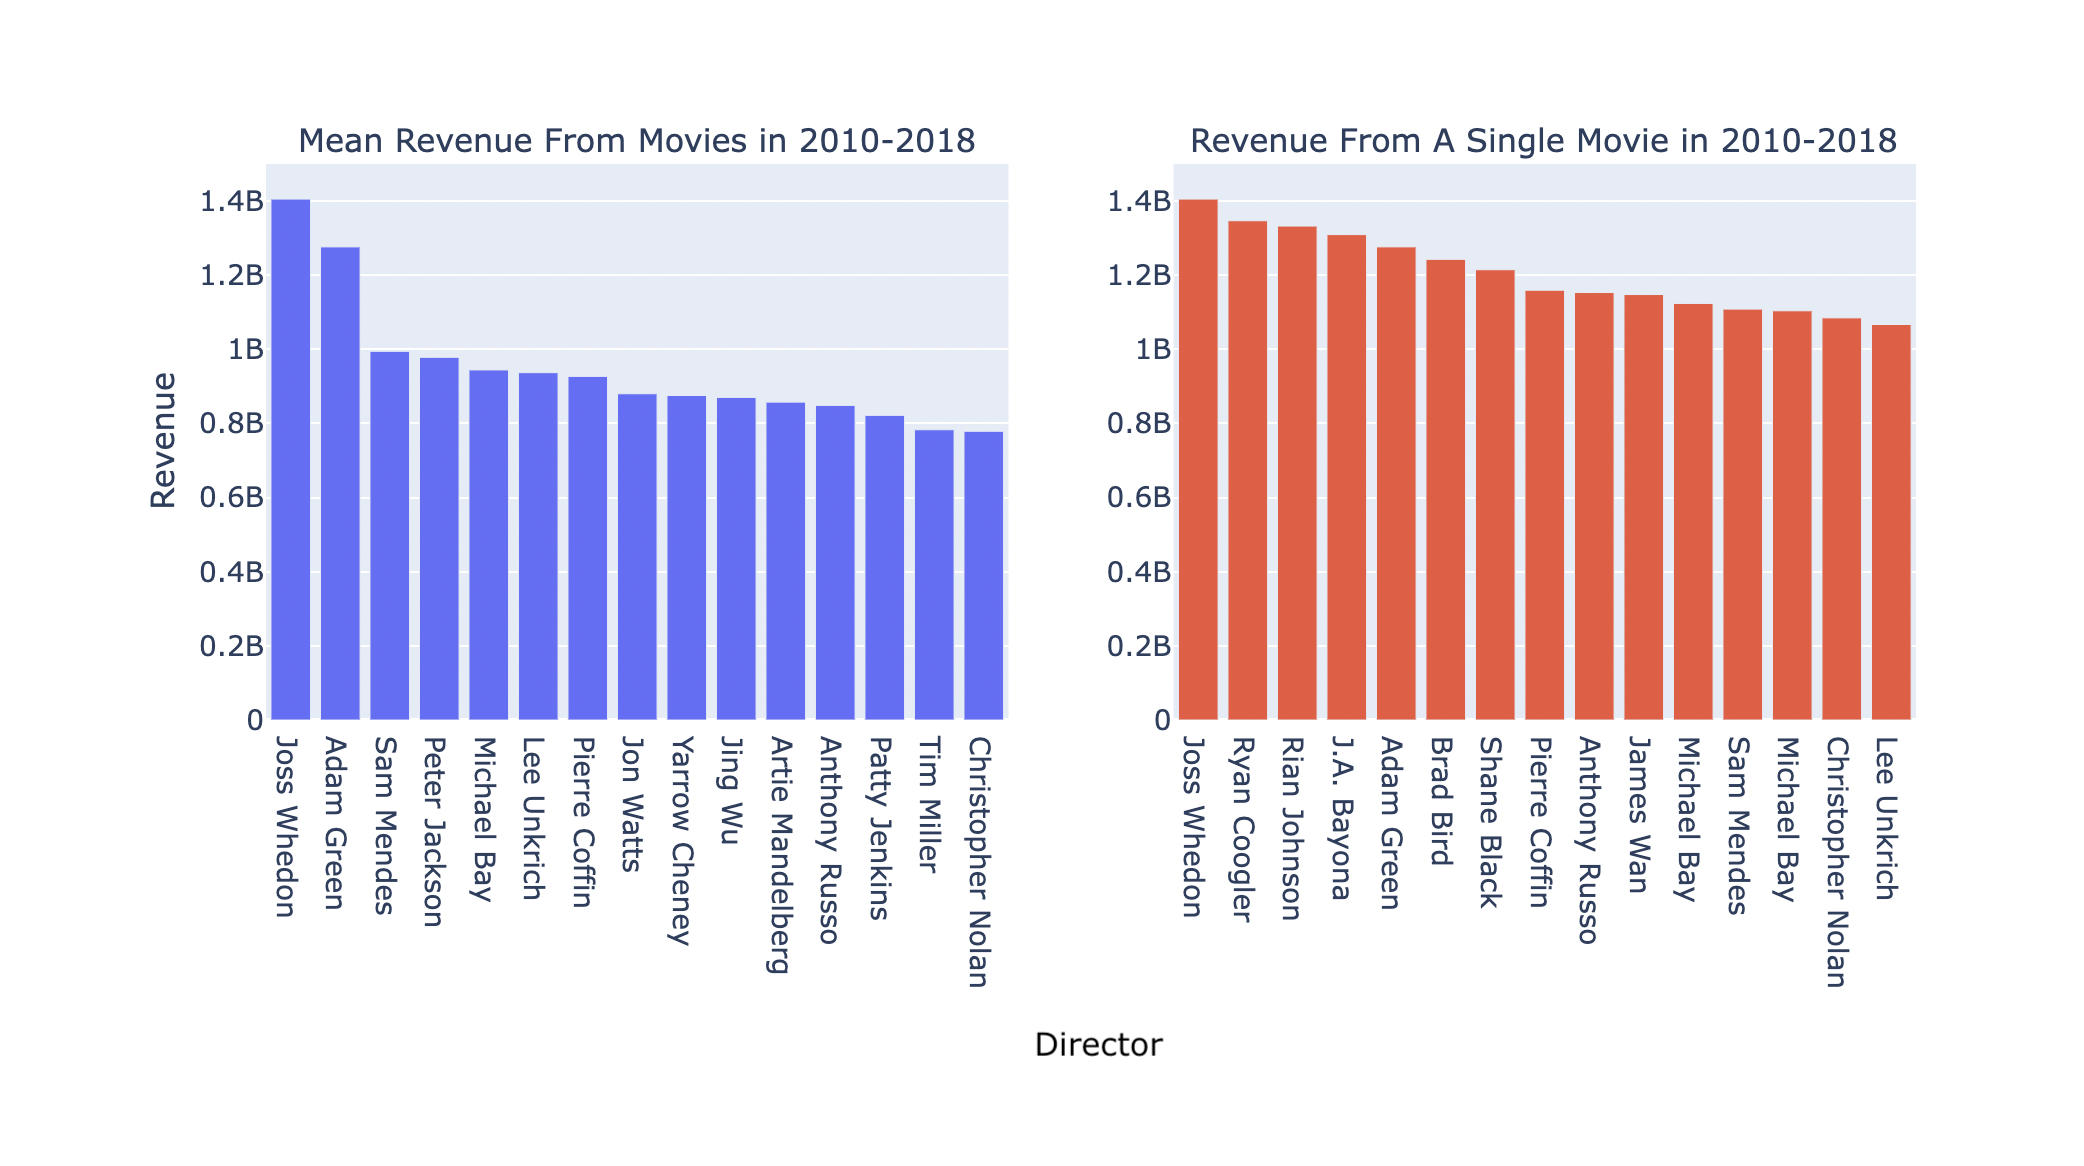 Mean Revenue From Movies in 2010-2018
Revenue
1.4B
1.2B
1B
0.8B
0.6B
0.4B
0.2B
0
Joss Whedon
Adam Green
Sam Mendes
Peter Jackson
Michael Bay
Lee Unkrich
Pierre Coffin
Jon Watts
Yarrow Cheney
Jing Wu
Artie Mandelberg
Anthony Russo
Patty Jenkins
Tim Miller
Christopher Nolan
Revenue From A Single Movie in 2010-2018
1.4B
1.2B
1B
0.8B
0.6B
0.4B
0.2B
0
Joss Whedon
Ryan Coogler
Rian Johnson
J.A. Bayona
Adam Green
Brad Bird
Shane Black
Pierre Coffin
Anthony Russo
James Wan
Michael Bay
Sam Mendes
Michael Bay
Christopher Nolan
Lee Unkrich
Director